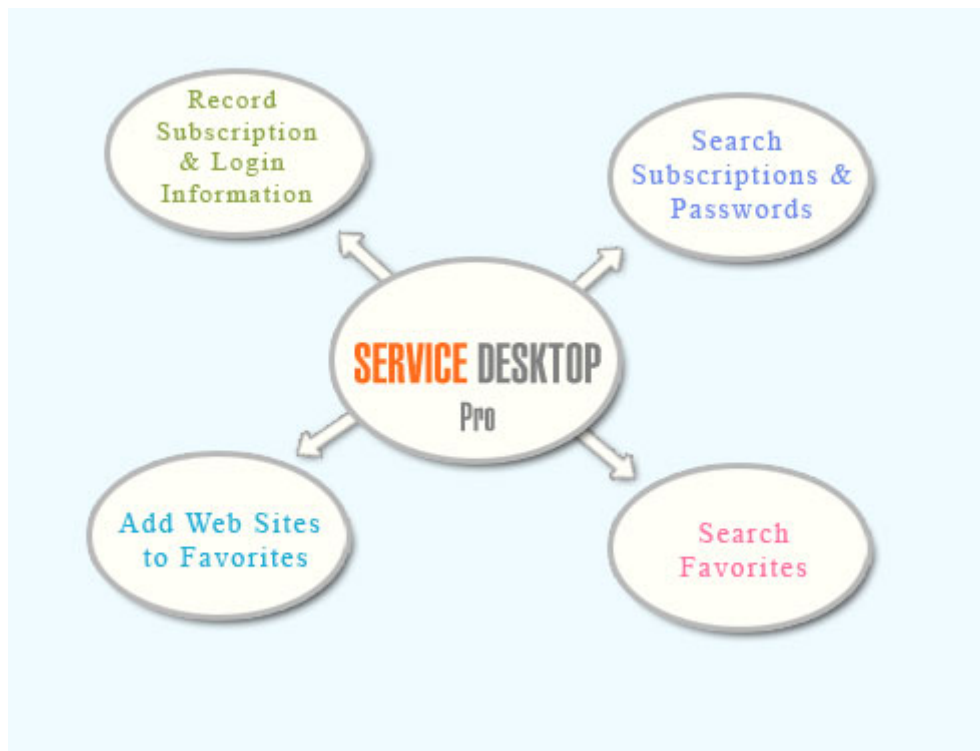 Record
Subscription
& Login
Information
Search
Subscriptions &
Passwords
SERVICE DESKTOP
Pro
Add Web Sites
to Favorites
Search
Favorites